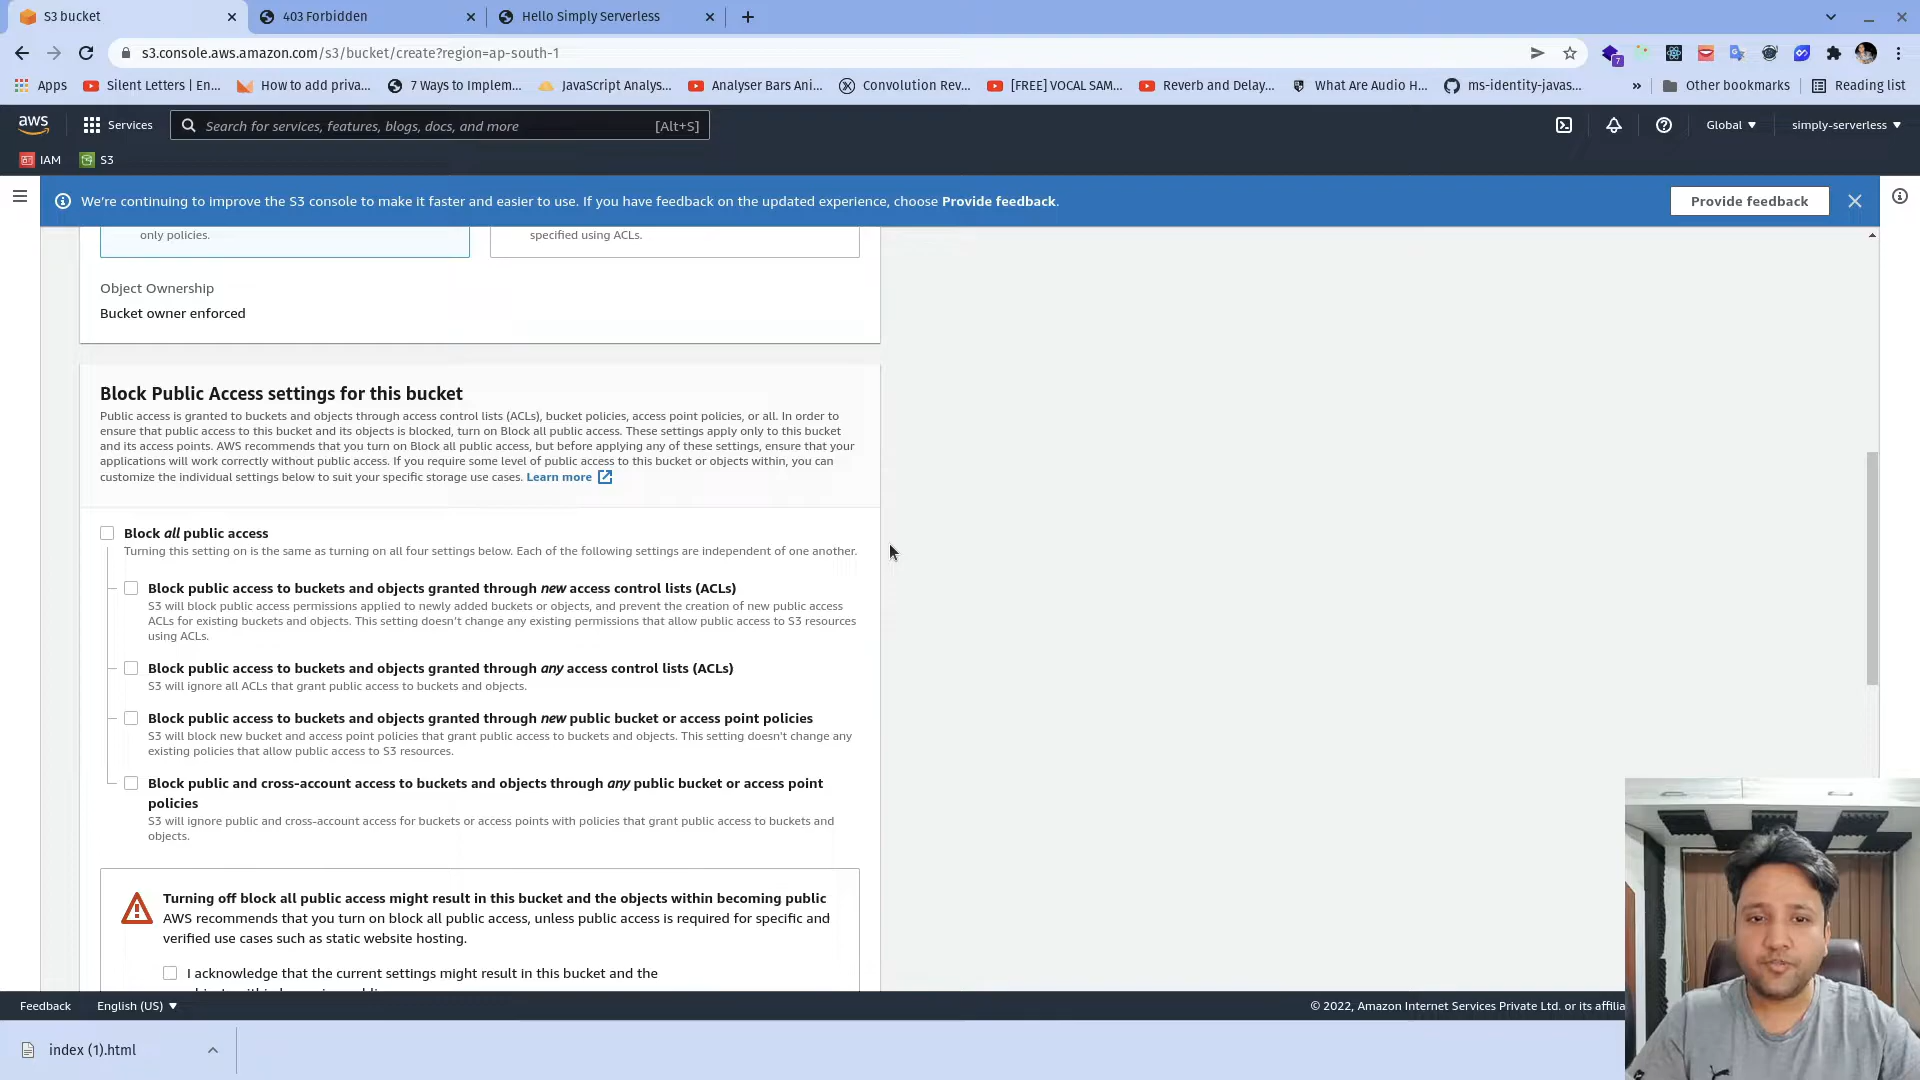 S3 bucket
403 Forbidden
Hello Simply Serverless
s3.console.aws.amazon.com/s3/bucket/create?region=ap-south-1
7
Apps
Silent Letters | En...
How to add priva...
7 Ways to Implem...
JavaScript Analys...
Analyser Bars Ani...
Convolution Rev...
[FREE] VOCAL SAM...
Reverb and Delay...
What Are Audio H...
ms-identity-javas...
»
Other bookmarks
Reading list
aws
Services
Search for services, features, blogs, docs, and more
[Alt+S]
Global
simply-serverless
IAM
S3
We're continuing to improve the S3 console to make it faster and easier to use. If you have feedback on the updated experience, choose Provide feedback.
Provide feedback
only policies.
specified using ACLs.
Object Ownership
Bucket owner enforced
Block Public Access settings for this bucket
Public access is granted to buckets and objects through access control lists (ACLs), bucket policies, access point policies, or all. In order to
ensure that public access to this bucket and its objects is blocked, turn on Block all public access. These settings apply only to this bucket
and its access points. AWS recommends that you turn on Block all public access, but before applying any of these settings, ensure that your
applications will work correctly without public access. If you require some level of public access to this bucket or objects within, you can
customize the individual settings below to suit your specific storage use cases. Learn more
Block all public access
Turning this setting on is the same as turning on all four settings below. Each of the following settings are independent of one another.
Block public access to buckets and objects granted through new access control lists (ACLs)
S3 will block public access permissions applied to newly added buckets or objects, and prevent the creation of new public access
ACLs for existing buckets and objects. This setting doesn't change any existing permissions that allow public access to S3 resources
using ACLs.
Block public access to buckets and objects granted through any access control lists (ACLs)
S3 will ignore all ACLs that grant public access to buckets and objects.
Block public access to buckets and objects granted through new public bucket or access point policies
S3 will block new bucket and access point policies that grant public access to buckets and objects. This setting doesn't change any
existing policies that allow public access to S3 resources.
Block public and cross-account access to buckets and objects through any public bucket or access point
policies
S3 will ignore public and cross-account access for buckets or access points with policies that grant public access to buckets and
objects.
Turning off block all public access might result in this bucket and the objects within becoming public
AWS recommends that you turn on block all public access, unless public access is required for specific and
verified use cases such as static website hosting.
I acknowledge that the current settings might result in this bucket and the
Feedback
English (US)
© 2022, Amazon Internet Services Private Ltd. or its affilia
index (1).html